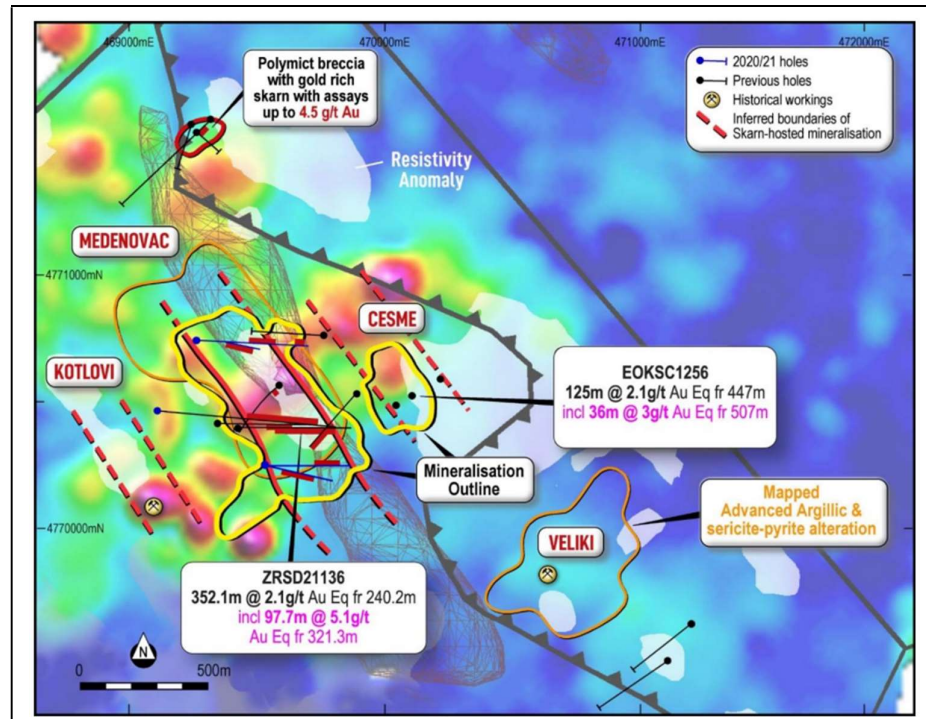 469000mE
470000mE
471000mE
472000mE
Polymict breccia
with gold rich
skarn with assays
up to 4.5 g/t Au
2020/21 holes
Previous holes
Historical workings
Inferred boundaries of
Skarn-hosted mineralisation
Resistivity
Anomaly
MEDENOVAC
4771000mN
CESME
KOTLOVI
EOKSC1256
125m @ 2.1g/t Au Eq fr 447m
incl 36m @ 3g/t Au Eq fr 507m
Mineralisation
Outline
Mapped
Advanced Argillic &
sericite-pyrite alteration
4770000mN
VELIKI
ZRSD21136
352.1m @ 2.1g/t Au Eq fr 240.2m
incl 97.7m @ 5.1g/t
Au Eq fr 321.3m
N
0 500m